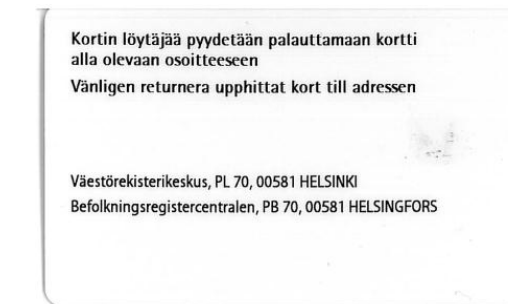 Kortin löytäjää pyydetään palauttamaan kortti
alla olevaan osoitteeseen
Vänligen returnera upphittat kort till adressen
Väestörekisterikeskus, PL 70, 00581 HELSINKI
Befolkningsregistercentralen, PB 70, 00581 HELSINGFORS